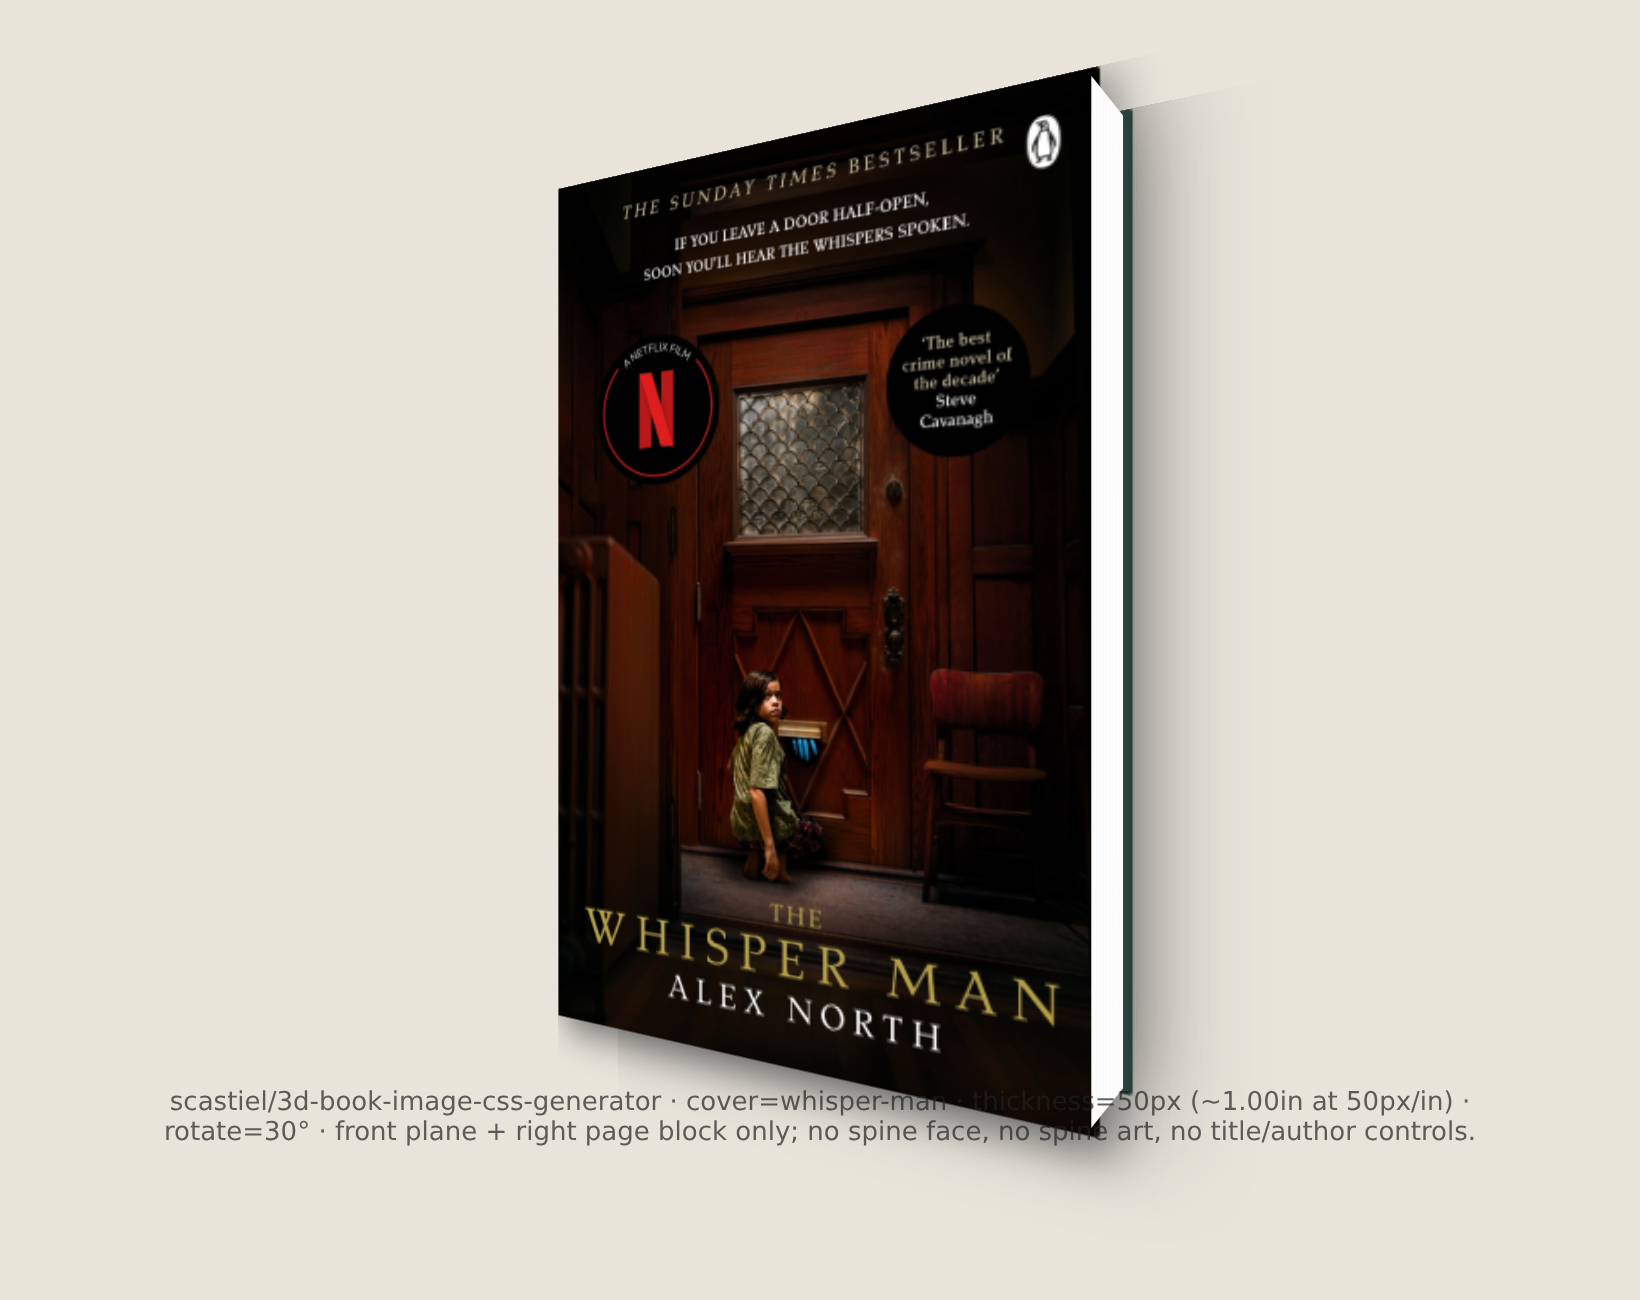 THE SUNDAY TIMES BESTSELLER
IF YOU LEAVE A DOOR HALF-OPEN,
SOON YOU'LL HEAR THE WHISPERS SPOKEN.
A NETFLIX FILM
N
'The best
crime novel of
the decade'
Steve
Cavanagh
THE
WHISPER MAN
ALEX NORTH
scastiel/3d-book-image-css-generator · cover=whisper-man · thickness=50px (~1.00in at 50px/in) ·
rotate=30° · front plane + right page block only; no spine face, no spine art, no title/author controls.